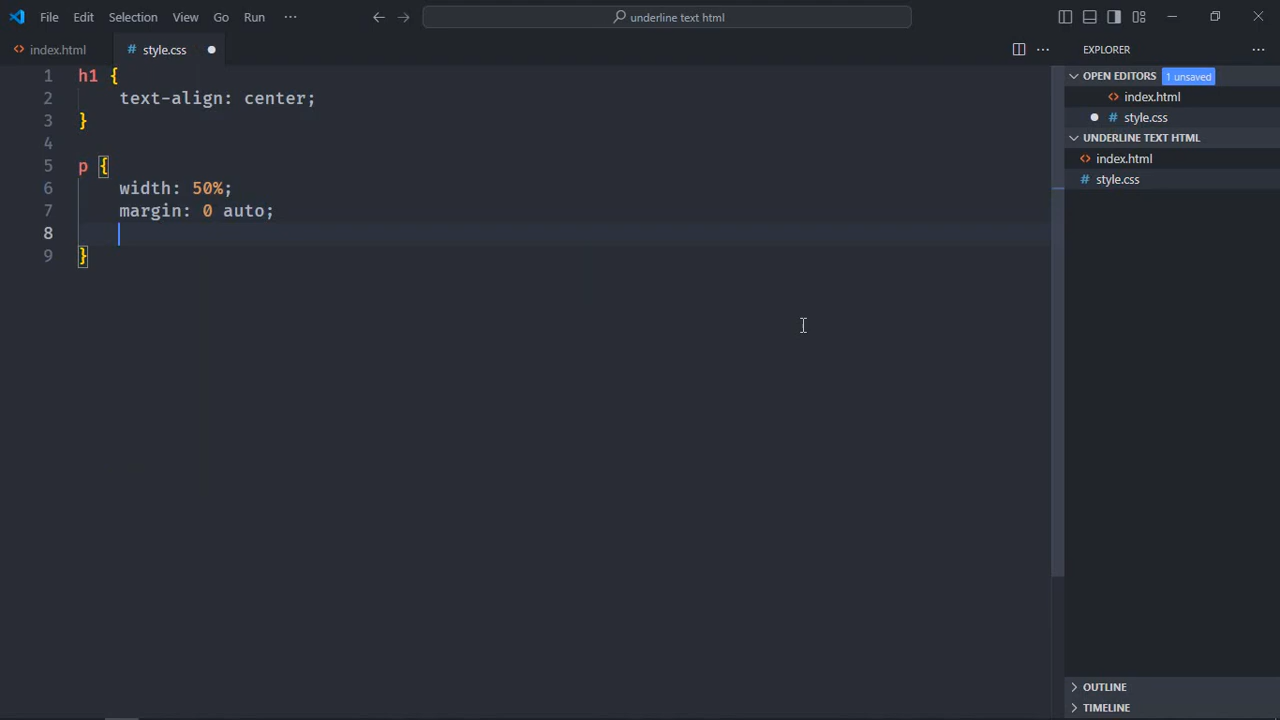 File Edit Selection View Go Run ··· underline text html
index.html style.css
1 h1 {
2 text-align: center;
3 }
4
5 p {
6 width: 50%;
7 margin: 0 auto;
8
9 }
EXPLORER
OPEN EDITORS 1 unsaved
index.html
style.css
UNDERLINE TEXT HTML
index.html
style.css
OUTLINE
TIMELINE